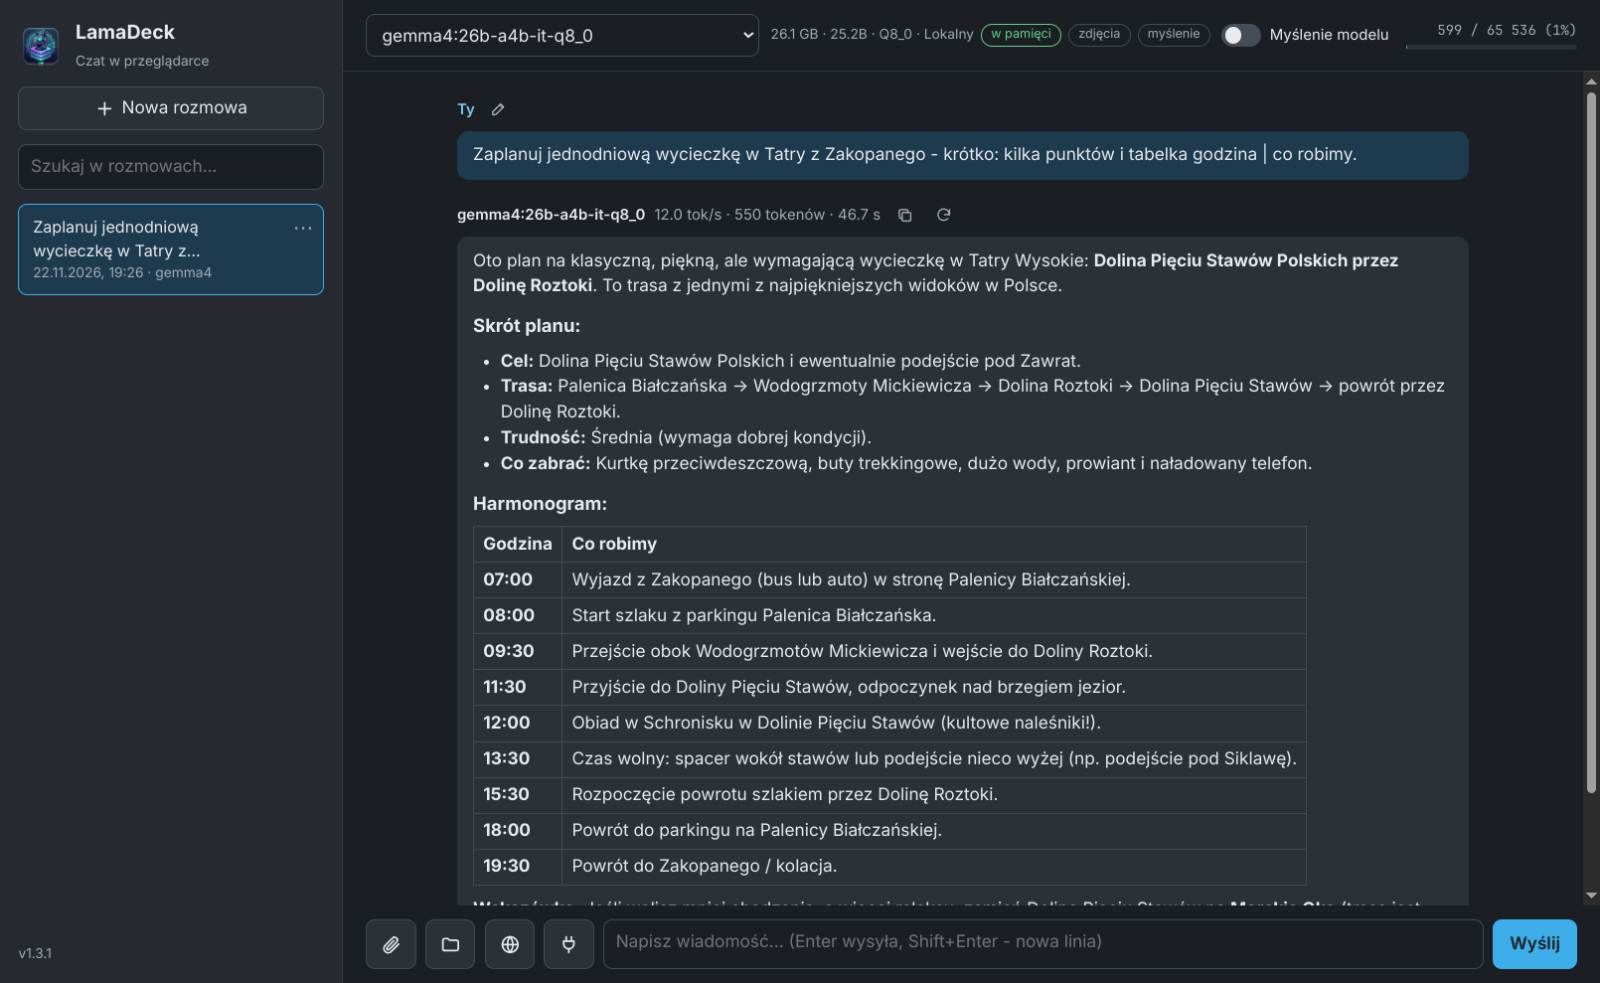 LamaDeck
Czat w przeglądarce
+ Nowa rozmowa
Szukaj w rozmowach...
Zaplanuj jednodniową
wycieczkę w Tatry z...
22.11.2026, 19:26 · gemma4
v1.3.1
gemma4:26b-a4b-it-q8_0
26.1 GB · 25.2B · Q8_0 · Lokalny
w pamięci
zdjęcia
myślenie
Myślenie modelu
599 / 65 536 (1%)
Ty
Zaplanuj jednodniową wycieczkę w Tatry z Zakopanego - krótko: kilka punktów i tabelka godzina | co robimy.
gemma4:26b-a4b-it-q8_0 12.0 tok/s · 550 tokenów · 46.7 s
Oto plan na klasyczną, piękną, ale wymagającą wycieczkę w Tatry Wysokie: Dolina Pięciu Stawów Polskich przez
Dolinę Roztoki. To trasa z jednymi z najpiękniejszych widoków w Polsce.
Skrót planu:
• Cel: Dolina Pięciu Stawów Polskich i ewentualnie podejście pod Zawrat.
• Trasa: Palenica Białczańska → Wodogrzmoty Mickiewicza → Dolina Roztoki → Dolina Pięciu Stawów → powrót przez
Dolinę Roztoki.
• Trudność: Średnia (wymaga dobrej kondycji).
• Co zabrać: Kurtkę przeciwdeszczową, buty trekkingowe, dużo wody, prowiant i naładowany telefon.
Harmonogram:
Godzina Co robimy
07:00 Wyjazd z Zakopanego (bus lub auto) w stronę Palenicy Białczańskiej.
08:00 Start szlaku z parkingu Palenica Białczańska.
09:30 Przejście obok Wodogrzmotów Mickiewicza i wejście do Doliny Roztoki.
11:30 Przyjście do Doliny Pięciu Stawów, odpoczynek nad brzegiem jezior.
12:00 Obiad w Schronisku w Dolinie Pięciu Stawów (kultowe naleśniki!).
13:30 Czas wolny: spacer wokół stawów lub podejście nieco wyżej (np. podejście pod Siklawę).
15:30 Rozpoczęcie powrotu szlakiem przez Dolinę Roztoki.
18:00 Powrót do parkingu na Palenicy Białczańskiej.
19:30 Powrót do Zakopanego / kolacja.
Napisz wiadomość... (Enter wysyła, Shift+Enter - nowa linia)
Wyślij